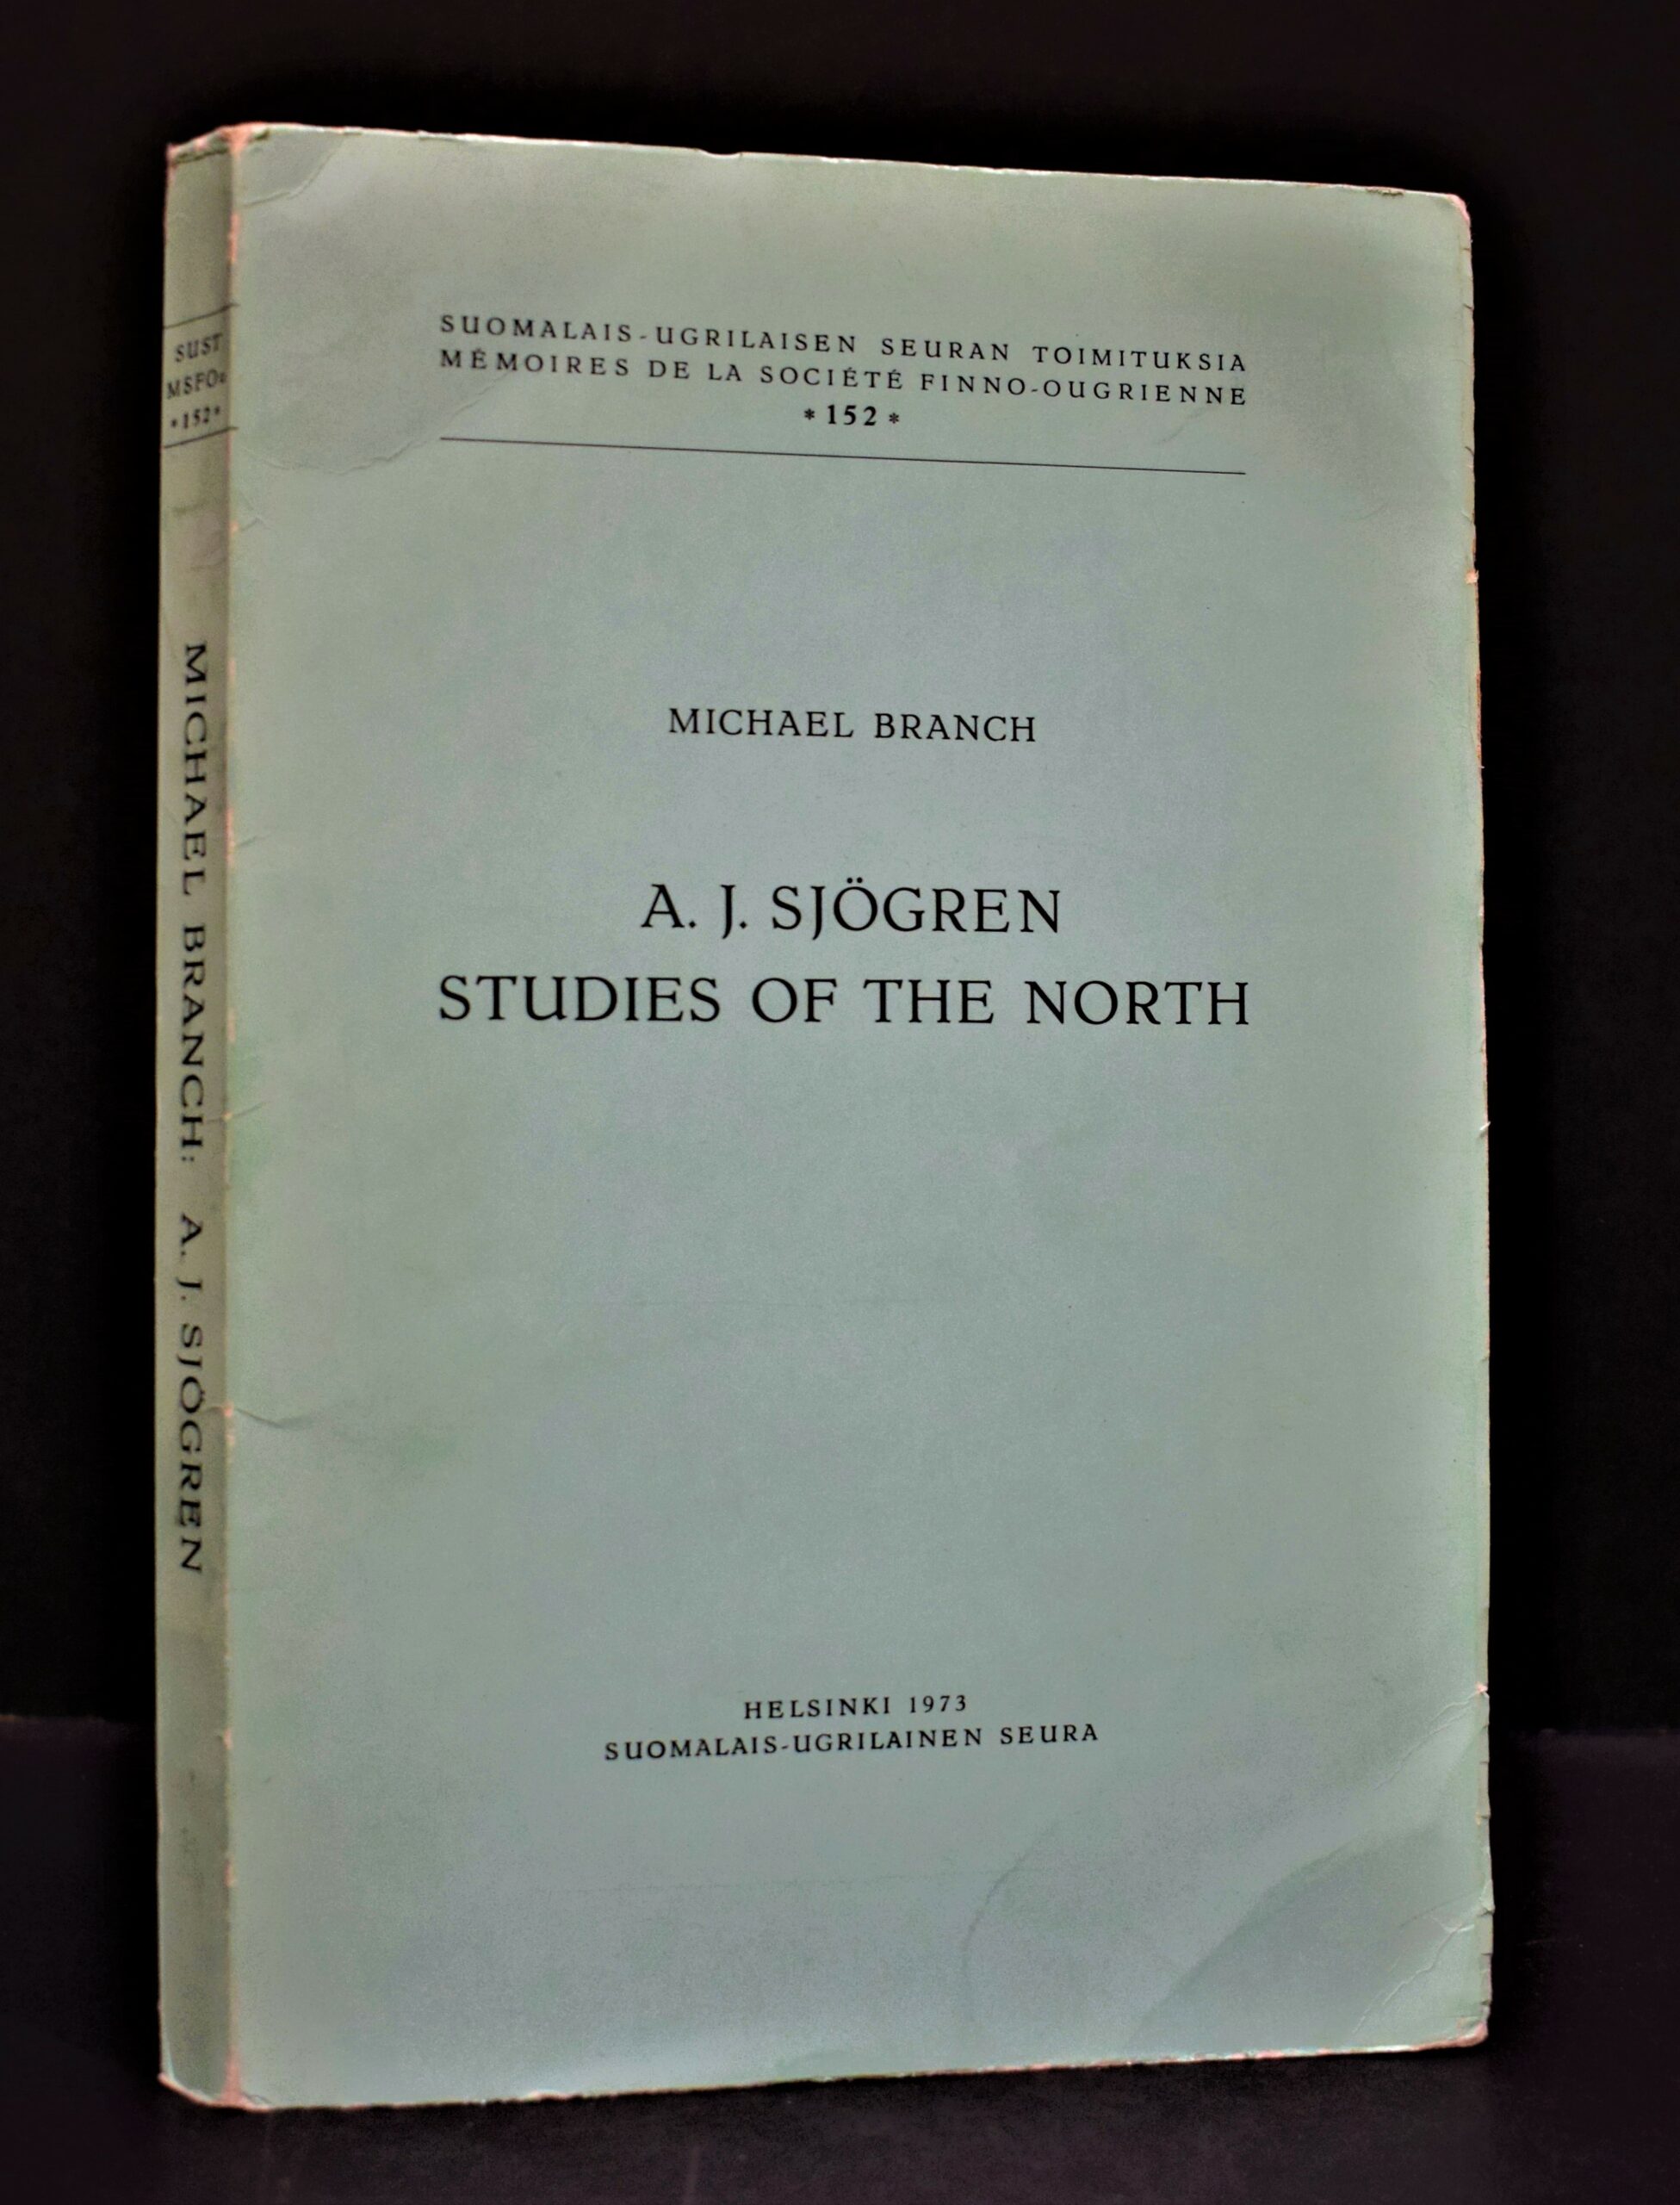 SUOMALAIS-UGRILAISEN SEURAN TOIMITUKSIA
MÉMOIRES DE LA SOCIÉTÉ FINNO-OUGRIENNE
* 152 *
MICHAEL BRANCH
A. J. SJÖGREN
STUDIES OF THE NORTH
HELSINKI 1973
SUOMALAIS-UGRILAINEN SEURA
SUST
MSFOu
*152*
MICHAEL BRANCH: A. J. SJÖGREN